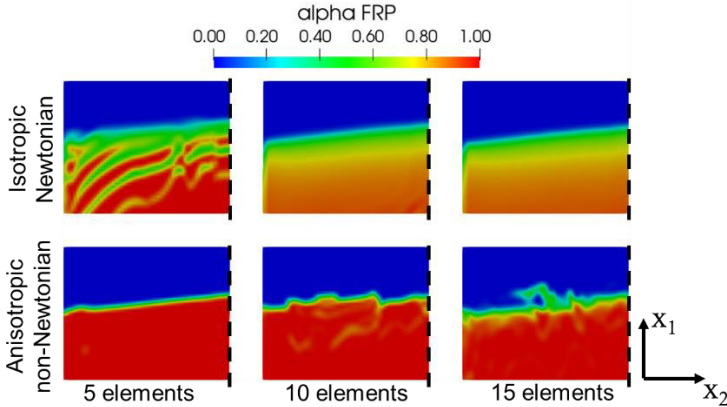 alpha FRP
0.00 0.20 0.40 0.60 0.80 1.00
Isotropic
Newtonian
Anisotropic
non-Newtonian
5 elements
10 elements
15 elements
x₁
x₂